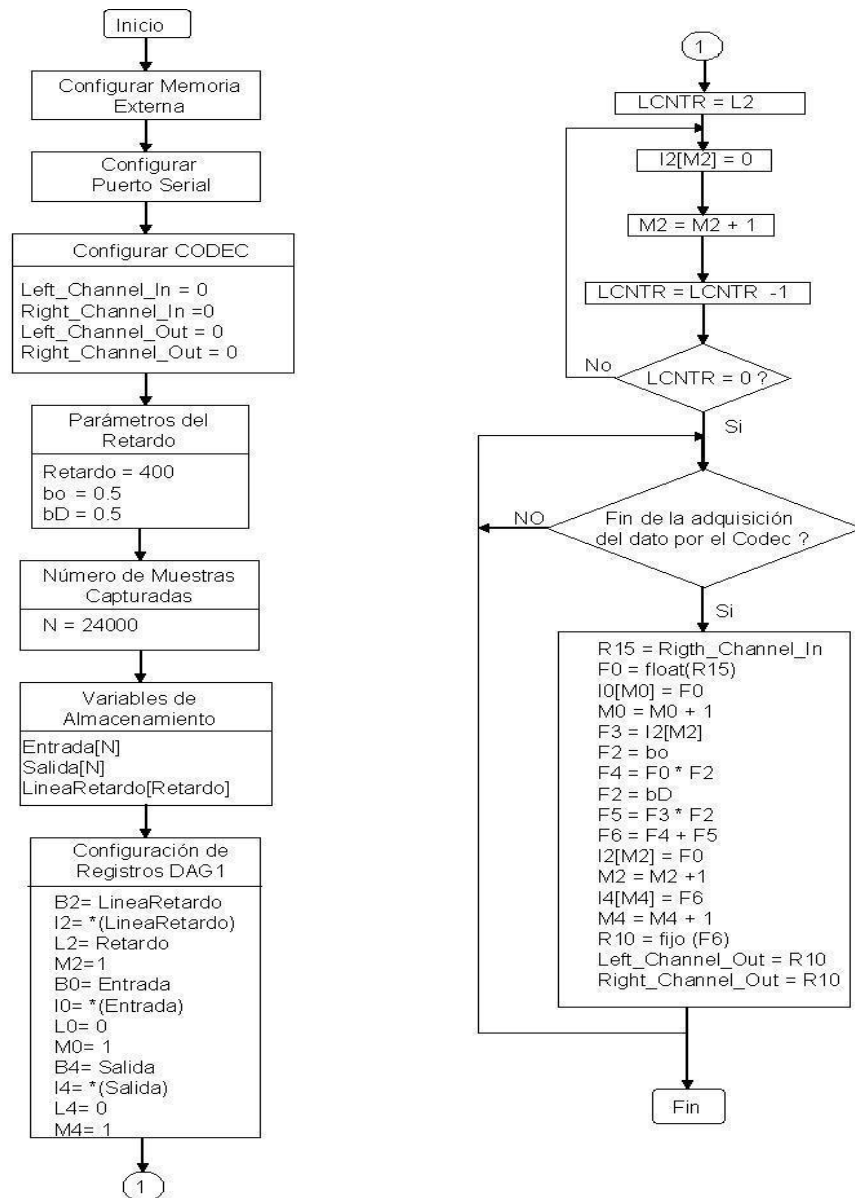 Inicio
Configurar Memoria
Externa
Configurar
Puerto Serial
Configurar CODEC
Left_Channel_In = 0
Right_Channel_In =0
Left_Channel_Out = 0
Right_Channel_Out = 0
Parámetros del
Retardo
Retardo = 400
bo = 0.5
bD = 0.5
Número de Muestras
Capturadas
N = 24000
Variables de
Almacenamiento
Entrada[N]
Salida[N]
LineaRetardo[Retardo]
Configuración de
Registros DAG1
B2= LineaRetardo
I2= *(LineaRetardo)
L2= Retardo
M2=1
B0= Entrada
I0= *(Entrada)
L0= 0
M0= 1
B4= Salida
I4= *(Salida)
L4= 0
M4= 1
1
1
LCNTR = L2
I2[M2] = 0
M2 = M2 + 1
LCNTR = LCNTR -1
No
LCNTR = 0 ?
Si
NO
Fin de la adquisición
del dato por el Codec ?
Si
R15 = Rigth_Channel_In
F0 = float(R15)
I0[M0] = F0
M0 = M0 + 1
F3 = I2[M2]
F2 = bo
F4 = F0 * F2
F2 = bD
F5 = F3 * F2
F6 = F4 + F5
I2[M2] = F0
M2 = M2 +1
I4[M4] = F6
M4 = M4 + 1
R10 = fijo (F6)
Left_Channel_Out = R10
Right_Channel_Out = R10
Fin